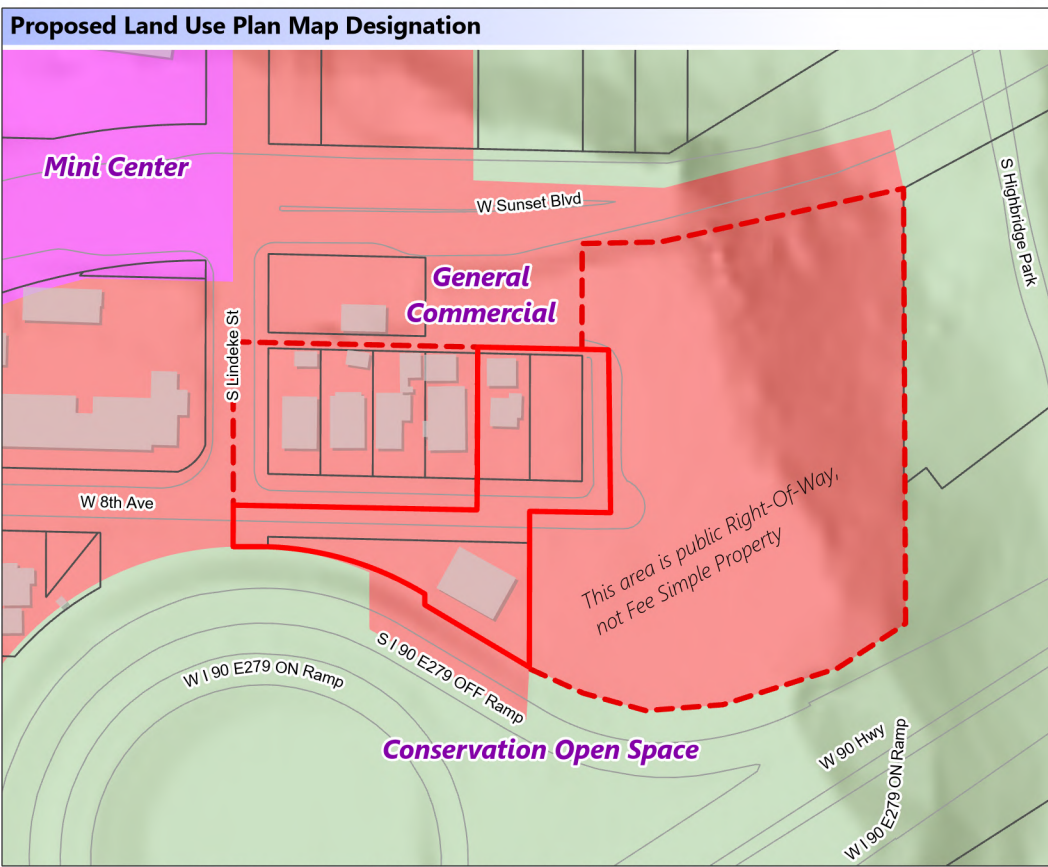 Proposed Land Use Plan Map Designation
Mini Center
W Sunset Blvd
S Highbridge Park
General
Commercial
S Lindeke St
W 8th Ave
This area is public Right-Of-Way,
not Fee Simple Property
W I 90 E279 ON Ramp
S I 90 E279 OFF Ramp
Conservation Open Space
W 90 Hwy
W I 90 E279 ON Ramp